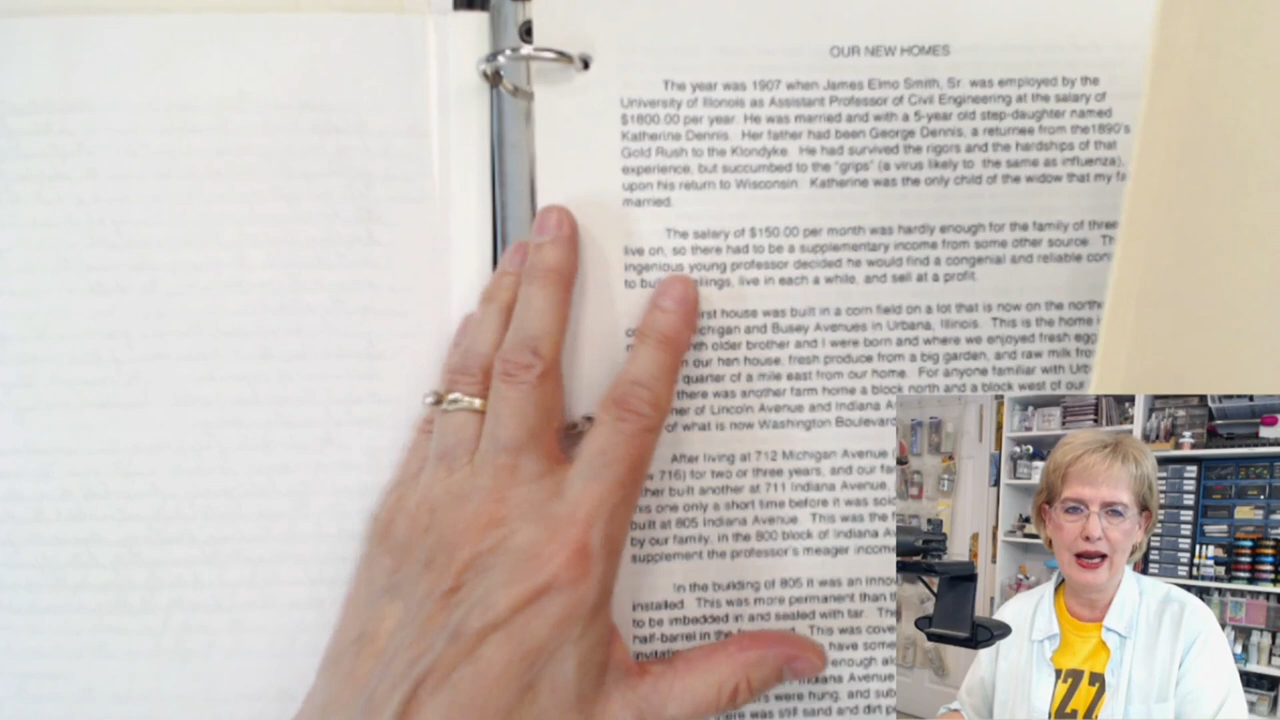 OUR NEW HOMES
The year was 1907 when James Elmo Smith, Sr. was employed by the
University of Illonois as Assistant Professor of Civil Engineering at the salary of
$1800.00 per year. He was married and with a 5-year old step-daughter named
Katherine Dennis. Her father had been George Dennis, a returnee from the1890's
Gold Rush to the Klondyke. He had survived the rigors and the hardships of that
experience, but succumbed to the "grips" (a virus likely to the same as influenza),
upon his return to Wisconsin. Katherine was the only child of the widow that my fa
married.
The salary of $150.00 per month was hardly enough for the family of three
live on, so there had to be a supplementary income from some other source. Th
ingenious young professor decided he would find a congenial and reliable con
to bu llings, live in each a while, and sell at a profit.
rst house was built in a corn field on a lot that is now on the northe
chigan and Busey Avenues in Urbana, Illinois. This is the home
older brother and I were born and where we enjoyed fresh egg
our hen house, fresh produce from a big garden, and raw milk fro
quarter of a mile east from our home. For anyone familiar with Urb
there was another farm home a block north and a block west of our
ner of Lincoln Avenue and Indiana A
of what is now Washington Boulevard
After living at 712 Michigan Avenue (
716) for two or three years, and our fa
ther built another at 711 Indiana Avenue,
his one only a short time before it was sold
built at 805 Indiana Avenue. This was the f
by our family, in the 800 block of Indiana Av
supplement the professor's meager income
In the building of 805 it was an innov
installed. This was more permanent than t
to be imbedded in and sealed with tar. The
half-barrel in the This was cove
invitati have some
enough alo
Indiana Avenue
were hung, and sub
was still sand and dirt p
ZZ